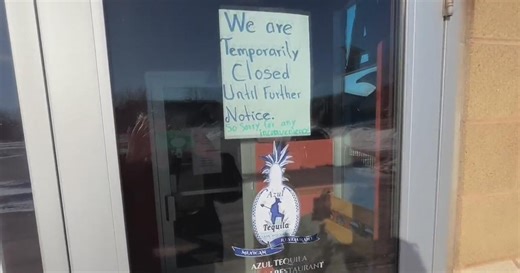 We are
Temporarily
Closed
Until Further
Notice.
So Sorry for any
Inconvenience
Azul
Tequila
MEXICAN RESTAURANT
AZUL TEQUILA
RESTAURANT